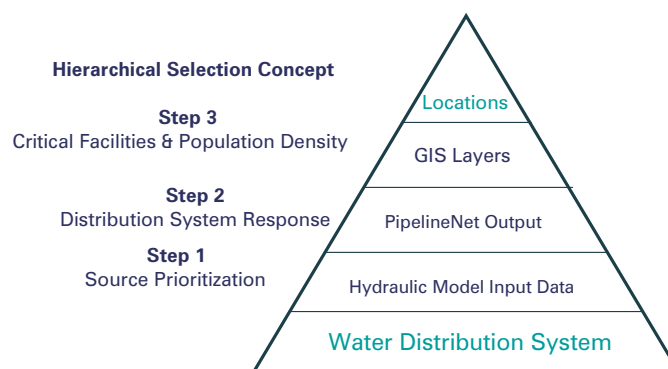 Hierarchical Selection Concept
Locations
Step 3
Critical Facilities & Population Density
GIS Layers
Step 2
Distribution System Response
PipelineNet Output
Step 1
Source Prioritization
Hydraulic Model Input Data
Water Distribution System